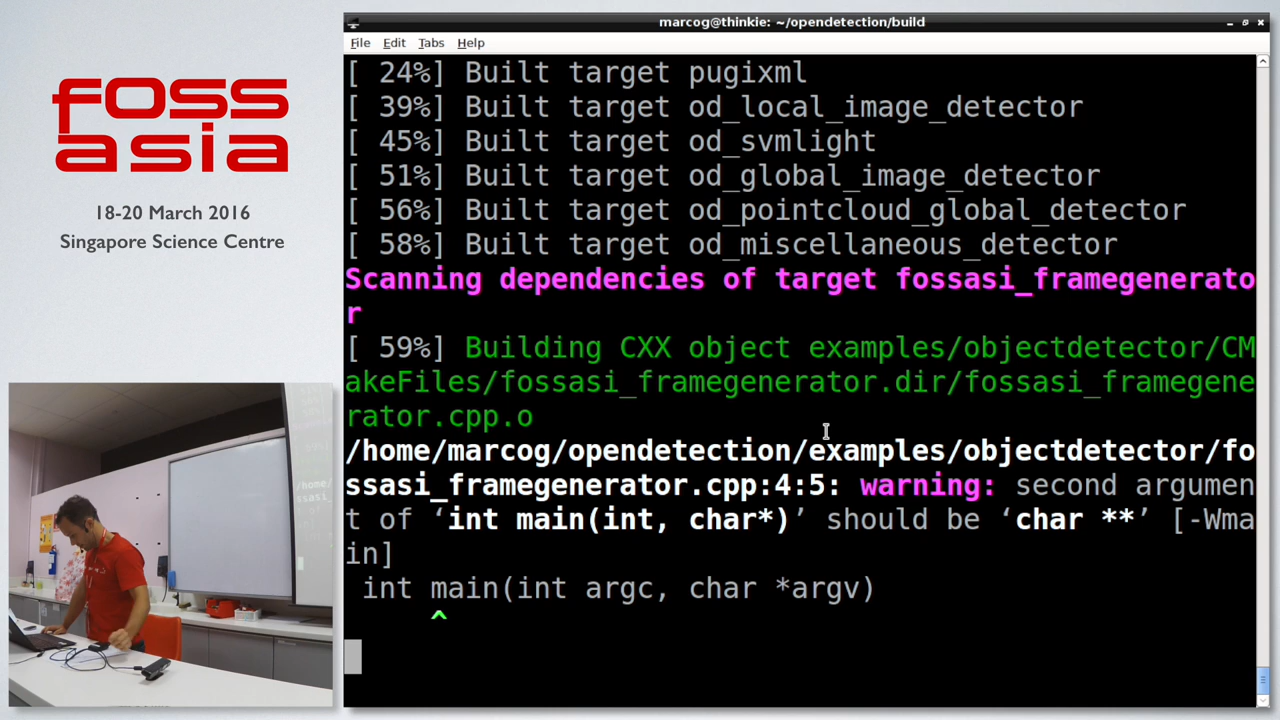 foss
asia
18-20 March 2016
Singapore Science Centre
marcog@thinkie: ~/opendetection/build
File Edit Tabs Help
[ 24%] Built target pugixml
[ 39%] Built target od_local_image_detector
[ 45%] Built target od_svmlight
[ 51%] Built target od_global_image_detector
[ 56%] Built target od_pointcloud_global_detector
[ 58%] Built target od_miscellaneous_detector
Scanning dependencies of target fossasi_framegenerato
r
[ 59%] Building CXX object examples/objectdetector/CM
akeFiles/fossasi_framegenerator.dir/fossasi_framegene
rator.cpp.o
/home/marcog/opendetection/examples/objectdetector/fo
ssasi_framegenerator.cpp:4:5: warning: second argumen
t of ‘int main(int, char*)’ should be ‘char **’ [-Wma
in]
int main(int argc, char *argv)
^